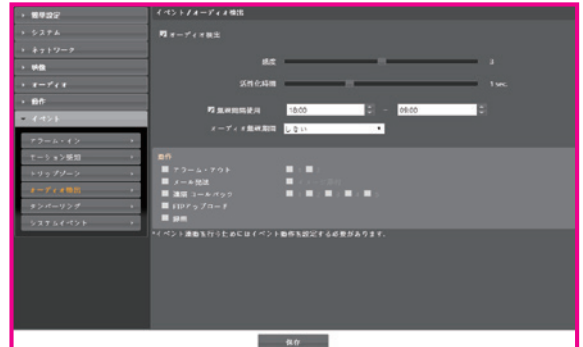 簡単設定
システム
ネットワーク
映像
オーディオ
動作
イベント
アラーム・イン
モーション検知
トリップゾーン
オーディオ検出
タンパーリング
システムイベント
イベント / オーディオ検出
オーディオ検出
感度 3
活性化時間 1 sec.
無視期間使用 18:00 – 09:00
オーディオ無視期間 しない
動作
アラーム・アウト
メール発送
遠隔 コールバック
FTPアップロード
録画
*イベント連動を行うためにはイベント動作を設定する必要があります。
保存